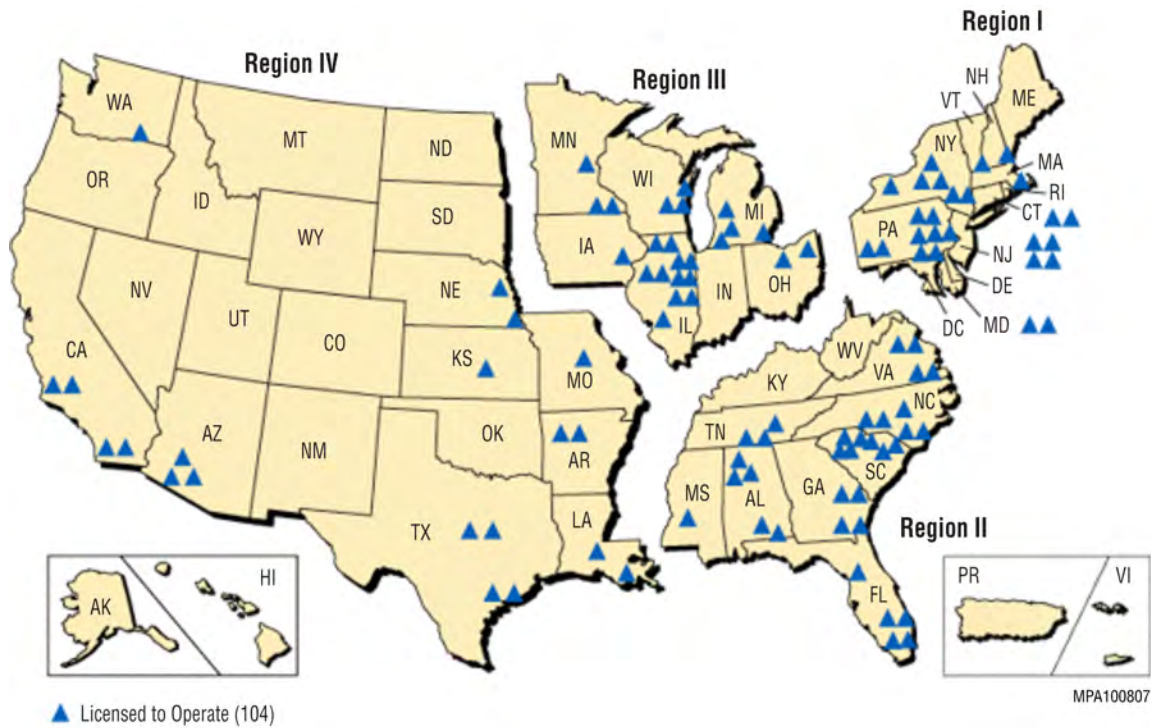 Region I
Region IV
Region III
NH
WA
VT
ME
MT
ND
MN
NY
OR
MA
ID
WI
SD
MI
RI
WY
CT
PA
IA
NE
NV
NJ
OH
IN
UT
DE
IL
CO
DC
MD
CA
KS
WV
MO
VA
KY
NC
AZ
OK
TN
NM
AR
SC
MS
GA
AL
TX
LA
Region II
HI
PR
VI
FL
AK
MPA100807
Licensed to Operate (104)